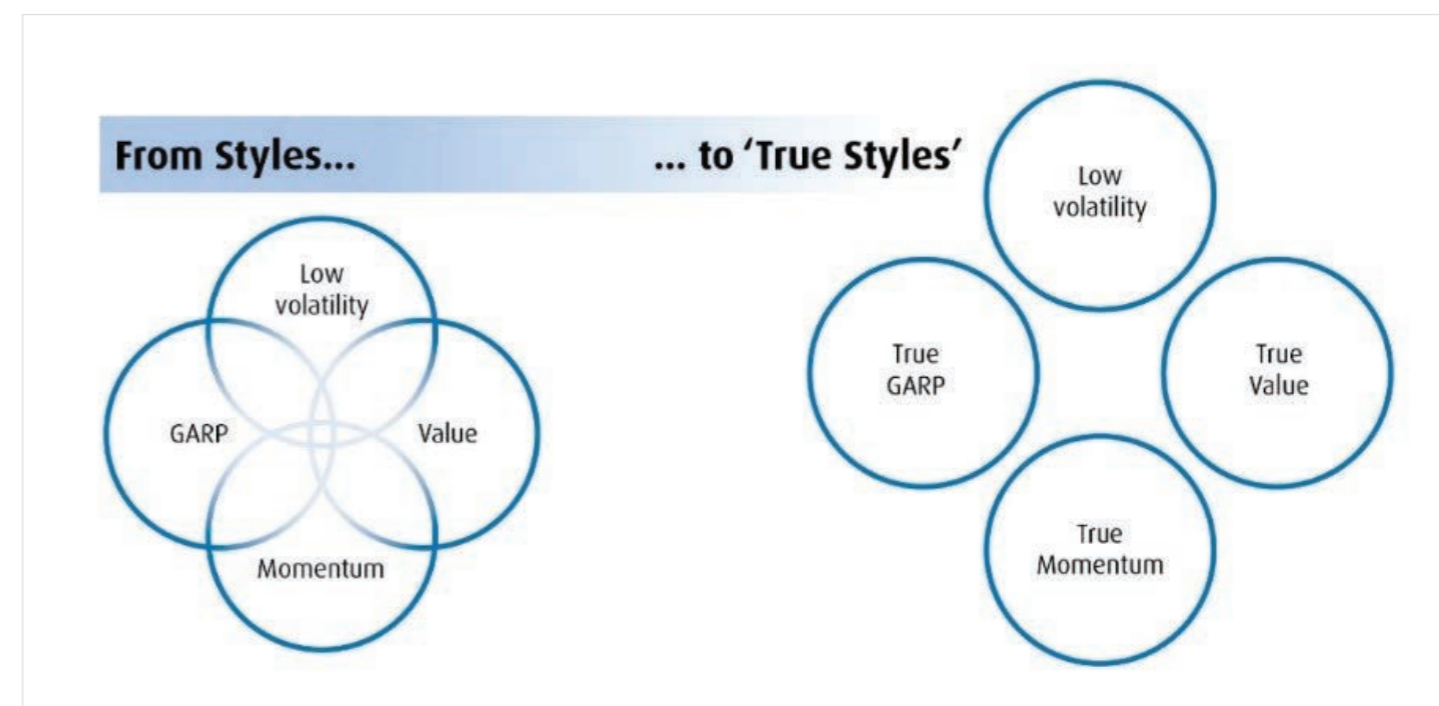 From Styles...
... to ‘True Styles’
Low
volatility
GARP
Value
Momentum
Low
volatility
True
GARP
True
Value
True
Momentum